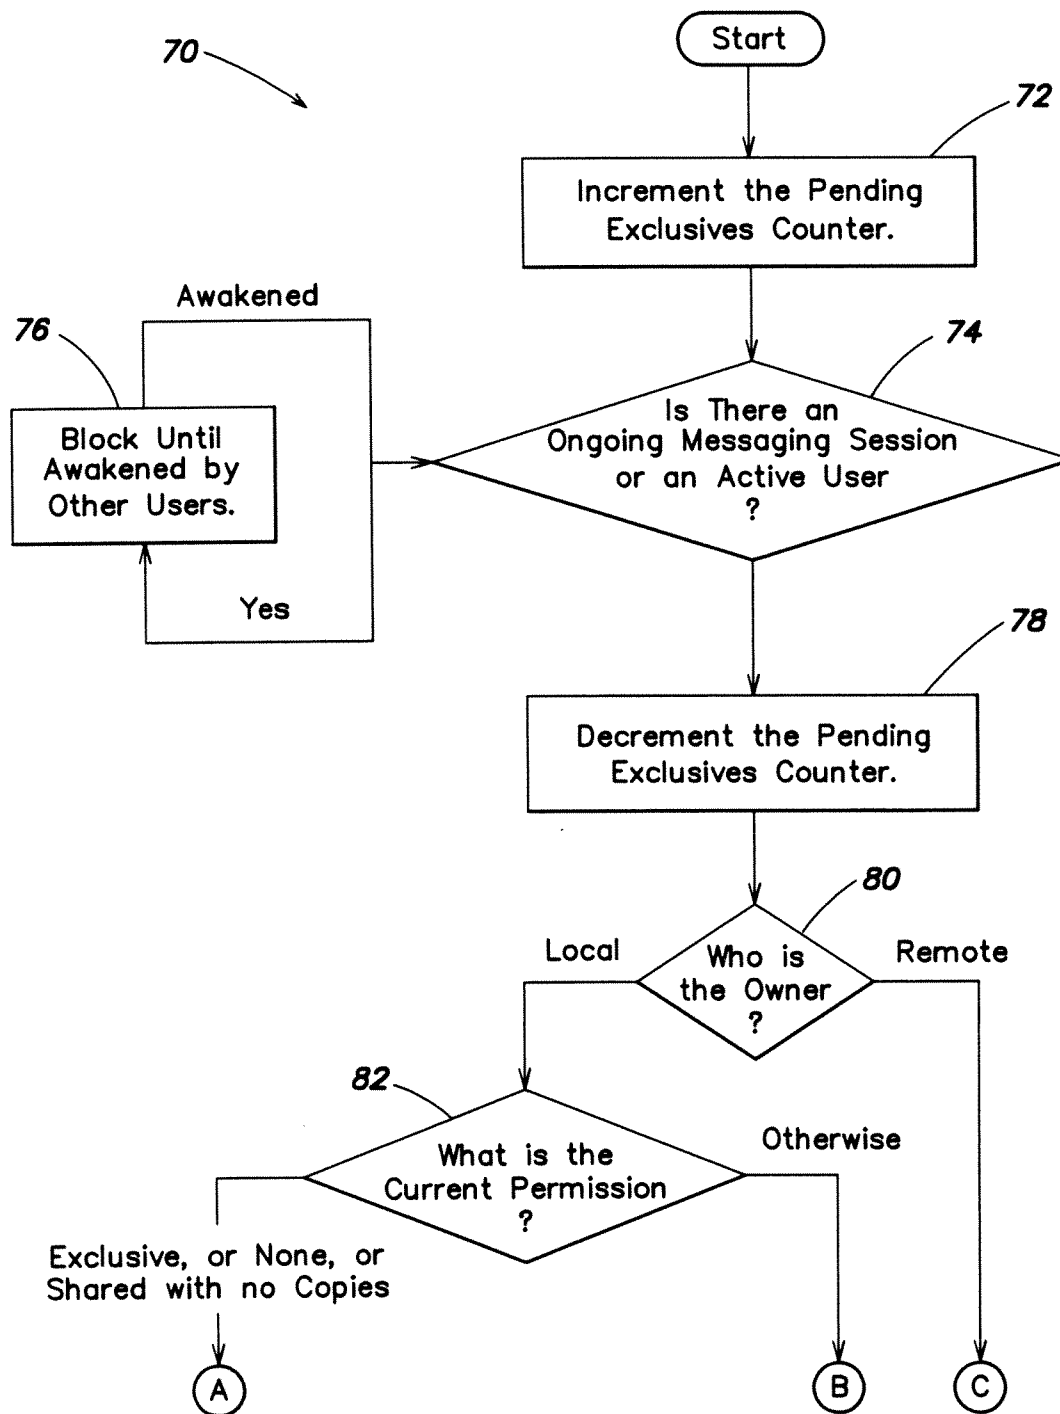 Start
70
72
Increment the Pending
Exclusives Counter.
Awakened
76
74
Block Until
Awakened by
Other Users.
Is There an
Ongoing Messaging Session
or an Active User
?
Yes
78
Decrement the Pending
Exclusives Counter.
80
Local
Who is
the Owner
?
Remote
82
What is the
Current Permission
?
Otherwise
Exclusive, or None, or
Shared with no Copies
A
B
C